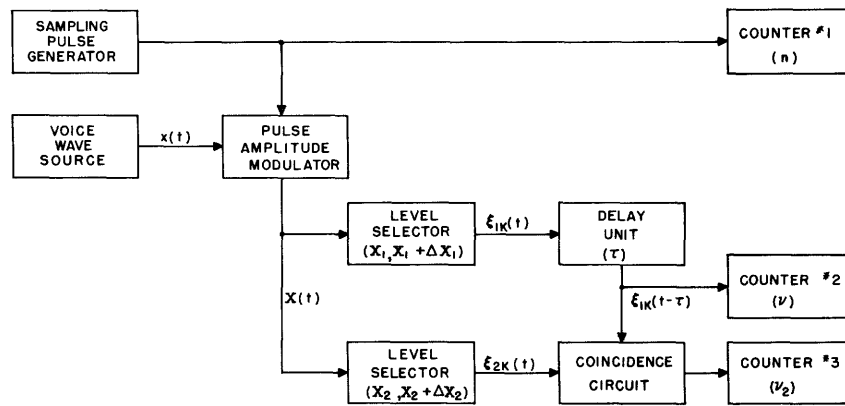 SAMPLING
PULSE
GENERATOR
COUNTER #1
(n)
VOICE
WAVE
SOURCE
x(t)
PULSE
AMPLITUDE
MODULATOR
LEVEL
SELECTOR
(X₁, X₁ + ΔX₁)
ξ₁K(t)
DELAY
UNIT
(τ)
X(t)
ξ₁K(t-τ)
COUNTER #2
(ν)
LEVEL
SELECTOR
(X₂, X₂ + ΔX₂)
ξ₂K(t)
COINCIDENCE
CIRCUIT
COUNTER #3
(ν₂)